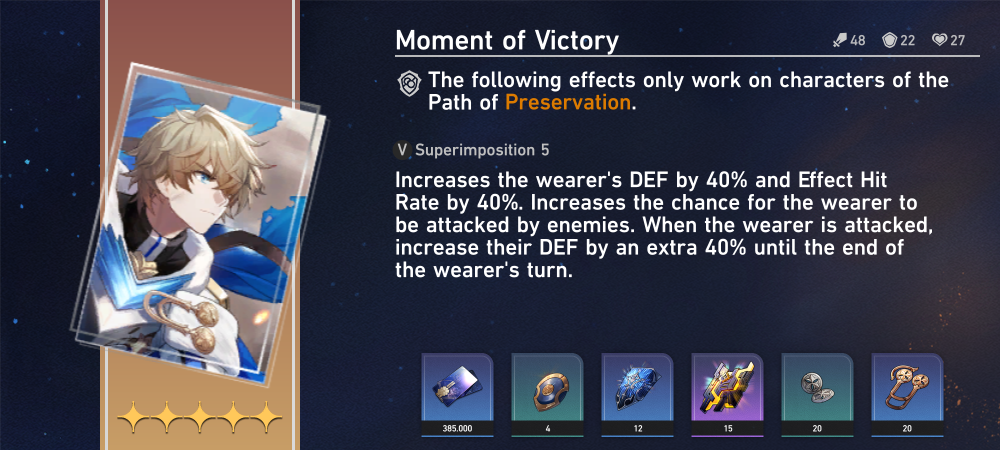 Moment of Victory
48 22 27
The following effects only work on characters of the
Path of Preservation.
V Superimposition 5
Increases the wearer's DEF by 40% and Effect Hit
Rate by 40%. Increases the chance for the wearer to
be attacked by enemies. When the wearer is attacked,
increase their DEF by an extra 40% until the end of
the wearer's turn.
385.000 4 12 15 20 20